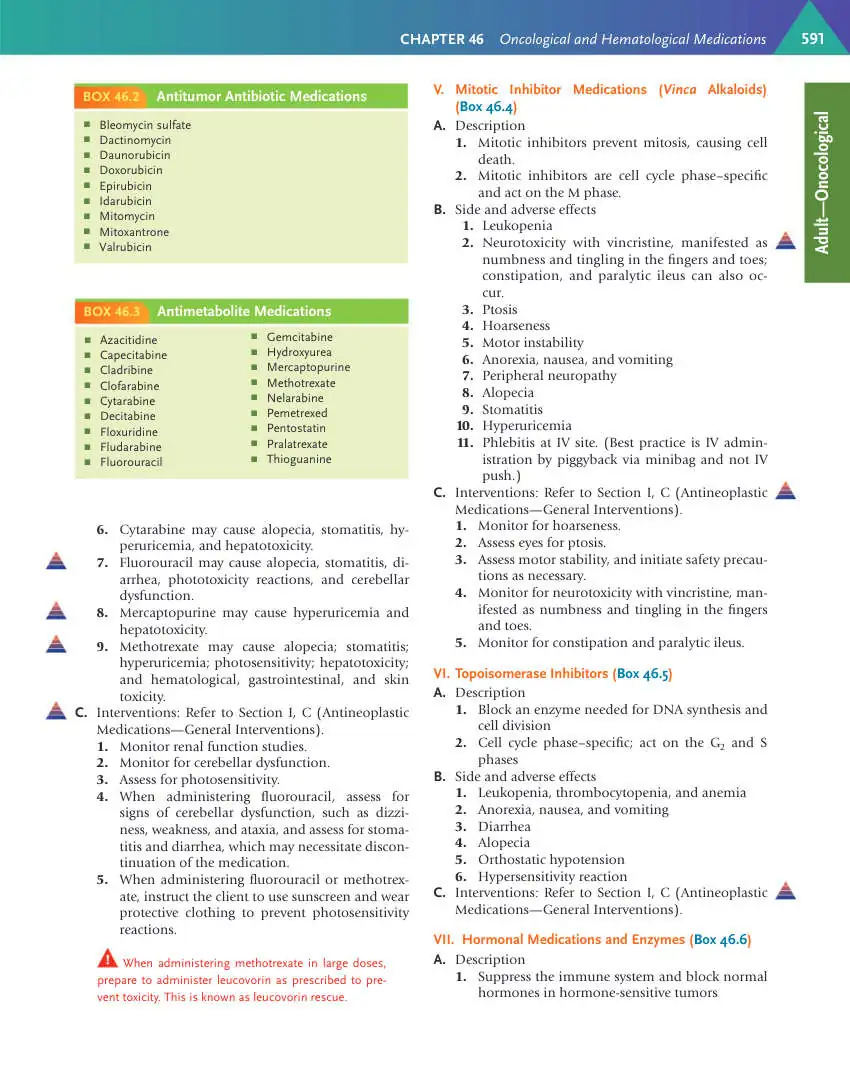 CHAPTER 46 Oncological and Hematological Medications 591
BOX 46.2 Antitumor Antibiotic Medications
■ Bleomycin sulfate
■ Dactinomycin
■ Daunorubicin
■ Doxorubicin
■ Epirubicin
■ Idarubicin
■ Mitomycin
■ Mitoxantrone
■ Valrubicin
BOX 46.3 Antimetabolite Medications
■ Azacitidine
■ Capecitabine
■ Cladribine
■ Clofarabine
■ Cytarabine
■ Decitabine
■ Floxuridine
■ Fludarabine
■ Fluorouracil
■ Gemcitabine
■ Hydroxyurea
■ Mercaptopurine
■ Methotrexate
■ Nelarabine
■ Pemetrexed
■ Pentostatin
■ Pralatrexate
■ Thioguanine
6. Cytarabine may cause alopecia, stomatitis, hy-
peruricemia, and hepatotoxicity.
7. Fluorouracil may cause alopecia, stomatitis, di-
arrhea, phototoxicity reactions, and cerebellar
dysfunction.
8. Mercaptopurine may cause hyperuricemia and
hepatotoxicity.
9. Methotrexate may cause alopecia; stomatitis;
hyperuricemia; photosensitivity; hepatotoxicity;
and hematological, gastrointestinal, and skin
toxicity.
C. Interventions: Refer to Section I, C (Antineoplastic
Medications—General Interventions).
1. Monitor renal function studies.
2. Monitor for cerebellar dysfunction.
3. Assess for photosensitivity.
4. When administering fluorouracil, assess for
signs of cerebellar dysfunction, such as dizzi-
ness, weakness, and ataxia, and assess for stoma-
titis and diarrhea, which may necessitate discon-
tinuation of the medication.
5. When administering fluorouracil or methotrex-
ate, instruct the client to use sunscreen and wear
protective clothing to prevent photosensitivity
reactions.
When administering methotrexate in large doses,
prepare to administer leucovorin as prescribed to pre-
vent toxicity. This is known as leucovorin rescue.
V. Mitotic Inhibitor Medications (Vinca Alkaloids)
(Box 46.4)
A. Description
1. Mitotic inhibitors prevent mitosis, causing cell
death.
2. Mitotic inhibitors are cell cycle phase–specific
and act on the M phase.
B. Side and adverse effects
1. Leukopenia
2. Neurotoxicity with vincristine, manifested as
numbness and tingling in the fingers and toes;
constipation, and paralytic ileus can also oc-
cur.
3. Ptosis
4. Hoarseness
5. Motor instability
6. Anorexia, nausea, and vomiting
7. Peripheral neuropathy
8. Alopecia
9. Stomatitis
10. Hyperuricemia
11. Phlebitis at IV site. (Best practice is IV admin-
istration by piggyback via minibag and not IV
push.)
C. Interventions: Refer to Section I, C (Antineoplastic
Medications—General Interventions).
1. Monitor for hoarseness.
2. Assess eyes for ptosis.
3. Assess motor stability, and initiate safety precau-
tions as necessary.
4. Monitor for neurotoxicity with vincristine, man-
ifested as numbness and tingling in the fingers
and toes.
5. Monitor for constipation and paralytic ileus.
VI. Topoisomerase Inhibitors (Box 46.5)
A. Description
1. Block an enzyme needed for DNA synthesis and
cell division
2. Cell cycle phase–specific; act on the G₂ and S
phases
B. Side and adverse effects
1. Leukopenia, thrombocytopenia, and anemia
2. Anorexia, nausea, and vomiting
3. Diarrhea
4. Alopecia
5. Orthostatic hypotension
6. Hypersensitivity reaction
C. Interventions: Refer to Section I, C (Antineoplastic
Medications—General Interventions).
VII. Hormonal Medications and Enzymes (Box 46.6)
A. Description
1. Suppress the immune system and block normal
hormones in hormone-sensitive tumors
Adult—Onocological